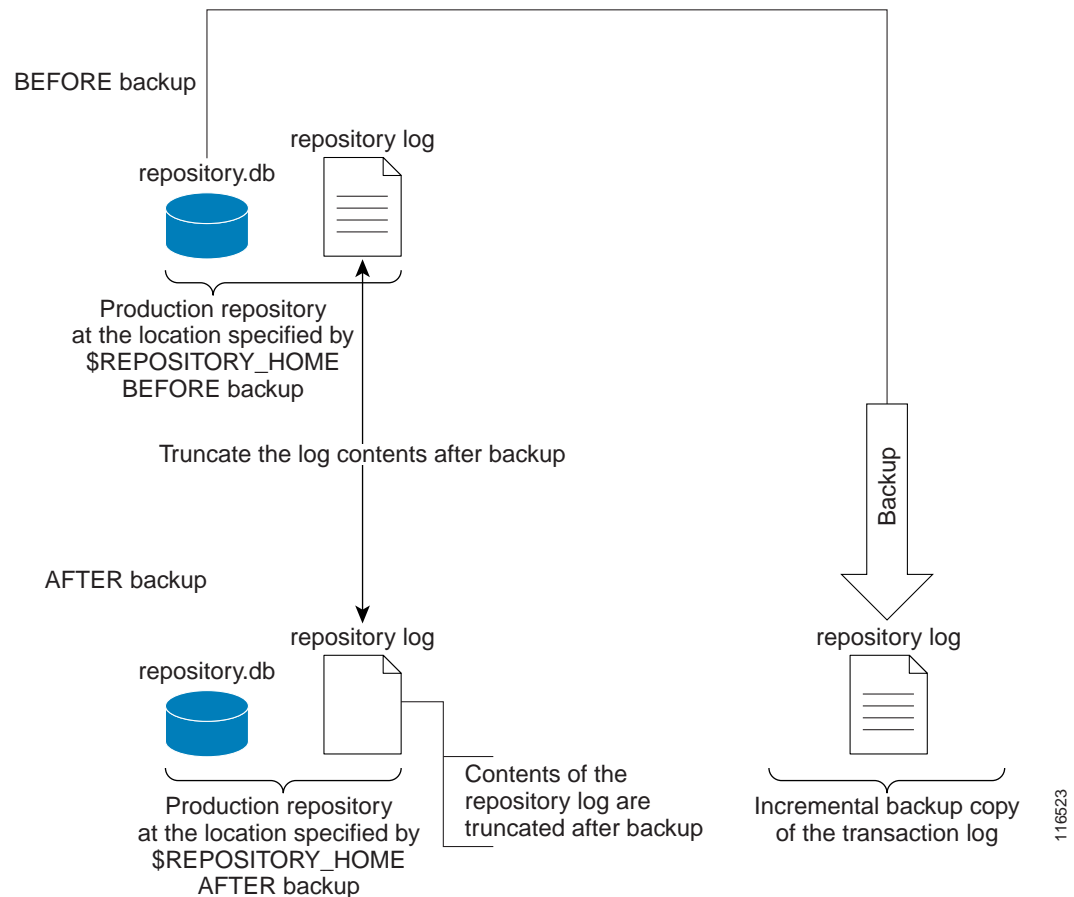 BEFORE backup
repository log
repository.db
Production repository
at the location specified by
$REPOSITORY_HOME
BEFORE backup
Truncate the log contents after backup
Backup
AFTER backup
repository log
repository.db
repository log
Contents of the
repository log are
truncated after backup
Production repository
at the location specified by
$REPOSITORY_HOME
AFTER backup
Incremental backup copy
of the transaction log
116523